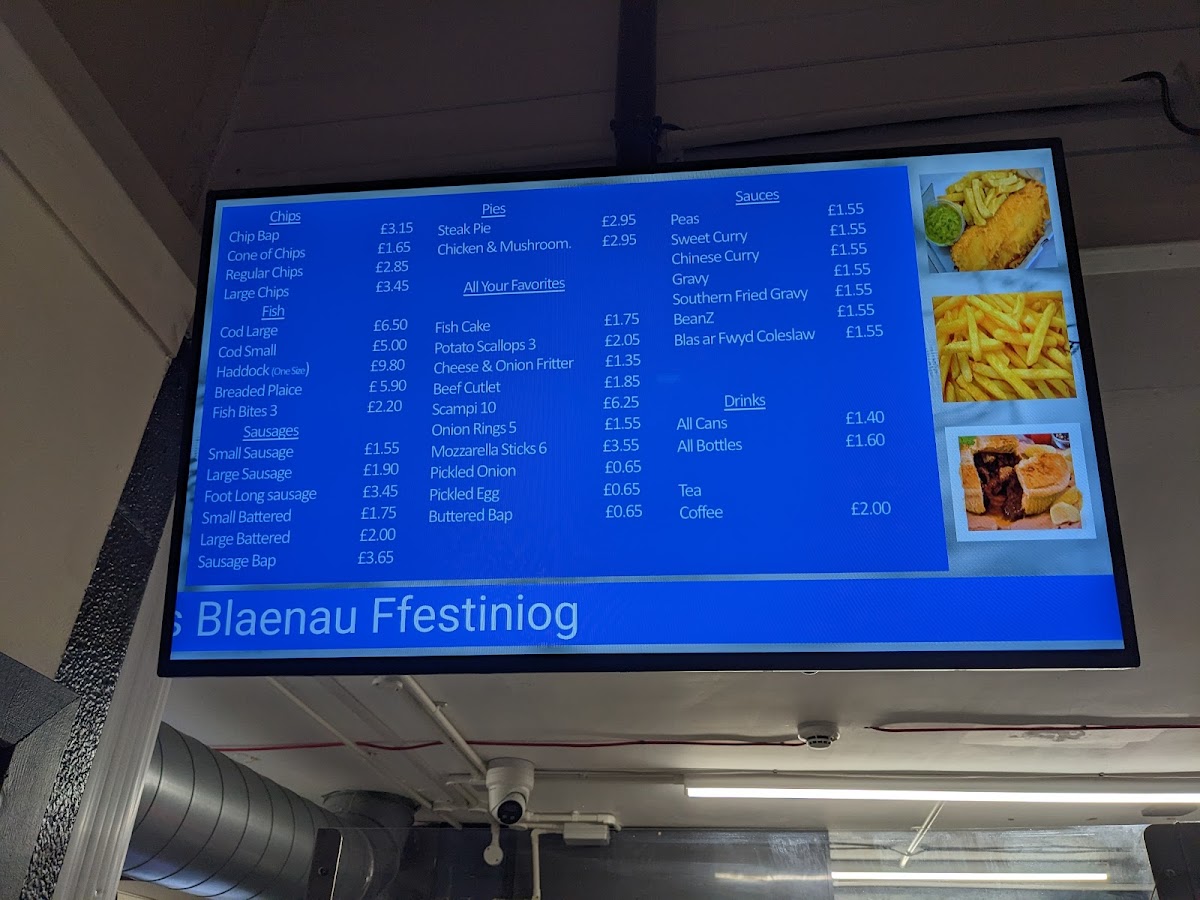 Chips
Chip Bap £3.15
Cone of Chips £1.65
Regular Chips £2.85
Large Chips £3.45
Fish
Cod Large £6.50
Cod Small £5.00
Haddock (One Size) £9.80
Breaded Plaice £5.90
Fish Bites 3 £2.20
Sausages
Small Sausage £1.55
Large Sausage £1.90
Foot Long sausage £3.45
Small Battered £1.75
Large Battered £2.00
Sausage Bap £3.65
Pies
Steak Pie £2.95
Chicken & Mushroom. £2.95
All Your Favorites
Fish Cake £1.75
Potato Scallops 3 £2.05
Cheese & Onion Fritter £1.35
Beef Cutlet £1.85
Scampi 10 £6.25
Onion Rings 5 £1.55
Mozzarella Sticks 6 £3.55
Pickled Onion £0.65
Pickled Egg £0.65
Buttered Bap £0.65
Sauces
Peas £1.55
Sweet Curry £1.55
Chinese Curry £1.55
Gravy £1.55
Southern Fried Gravy £1.55
BeanZ £1.55
Blas ar Fwyd Coleslaw £1.55
Drinks
All Cans £1.40
All Bottles £1.60
Tea
Coffee £2.00
s Blaenau Ffestiniog